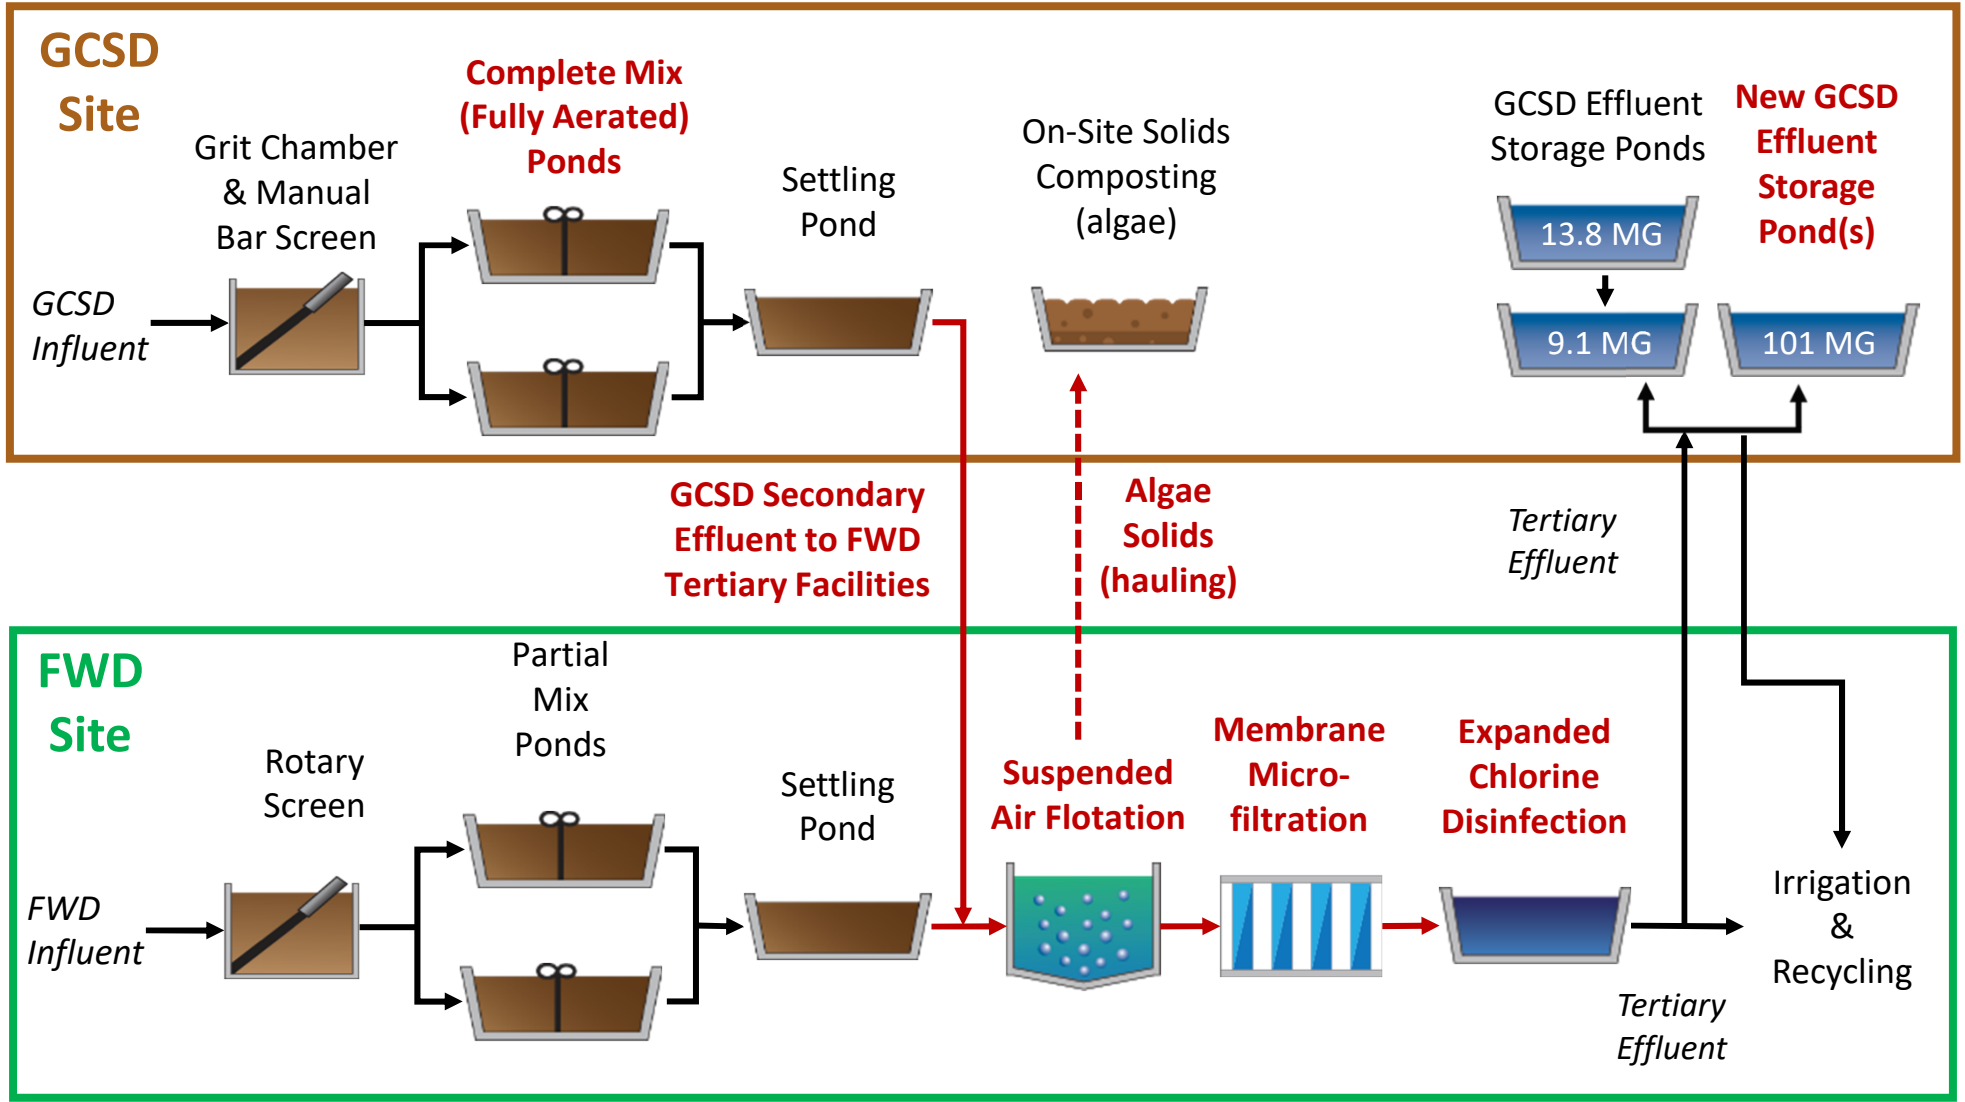 GCSD
Site
Grit Chamber
& Manual
Bar Screen
GCSD
Influent
Complete Mix
(Fully Aerated)
Ponds
Settling
Pond
On-Site Solids
Composting
(algae)
GCSD Effluent
Storage Ponds
13.8 MG
9.1 MG
New GCSD
Effluent
Storage
Pond(s)
101 MG
GCSD Secondary
Effluent to FWD
Tertiary Facilities
Algae
Solids
(hauling)
Tertiary
Effluent
FWD
Site
FWD
Influent
Rotary
Screen
Partial
Mix
Ponds
Settling
Pond
Suspended
Air Flotation
Membrane
Micro-
filtration
Expanded
Chlorine
Disinfection
Tertiary
Effluent
Irrigation
&
Recycling